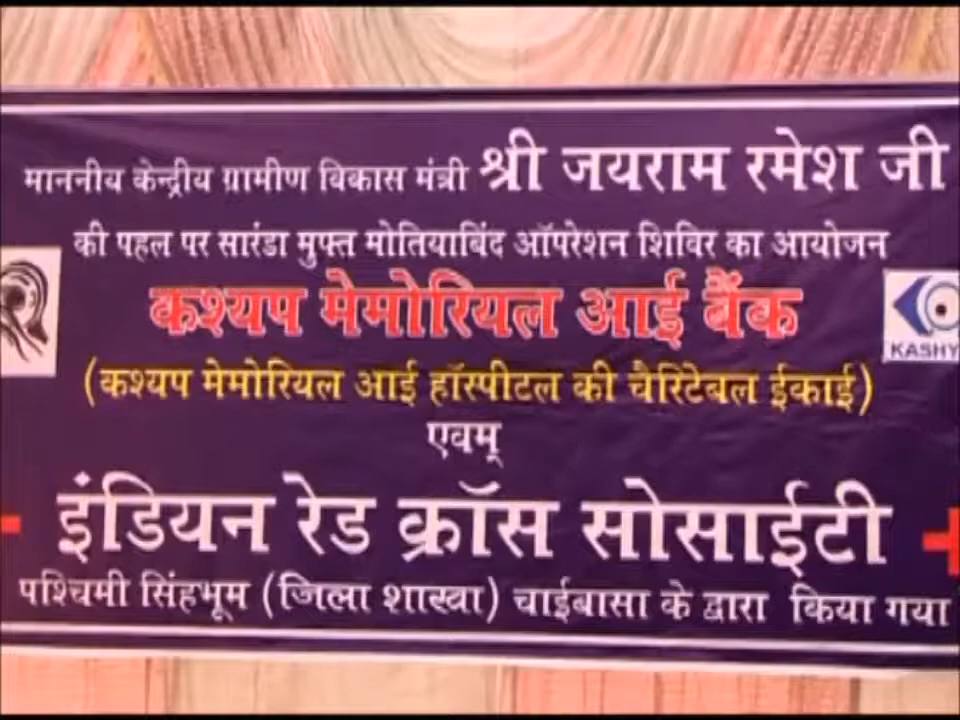 माननीय केन्द्रीय ग्रामीण विकास मंत्री श्री जयराम रमेश जी
की पहल पर सारंडा मुफ्त मोतियाबिंद ऑपरेशन शिविर का आयोजन
कश्यप मेमोरियल आई बैंक
KASHY
(कश्यप मेमोरियल आई हॉस्पीटल की चैरिटेबल ईकाई)
एवम्
इंडियन रेड क्रॉस सोसाईटी
पश्चिमी सिंहभूम (जिला शाखा) चाईबासा के द्वारा किया गया